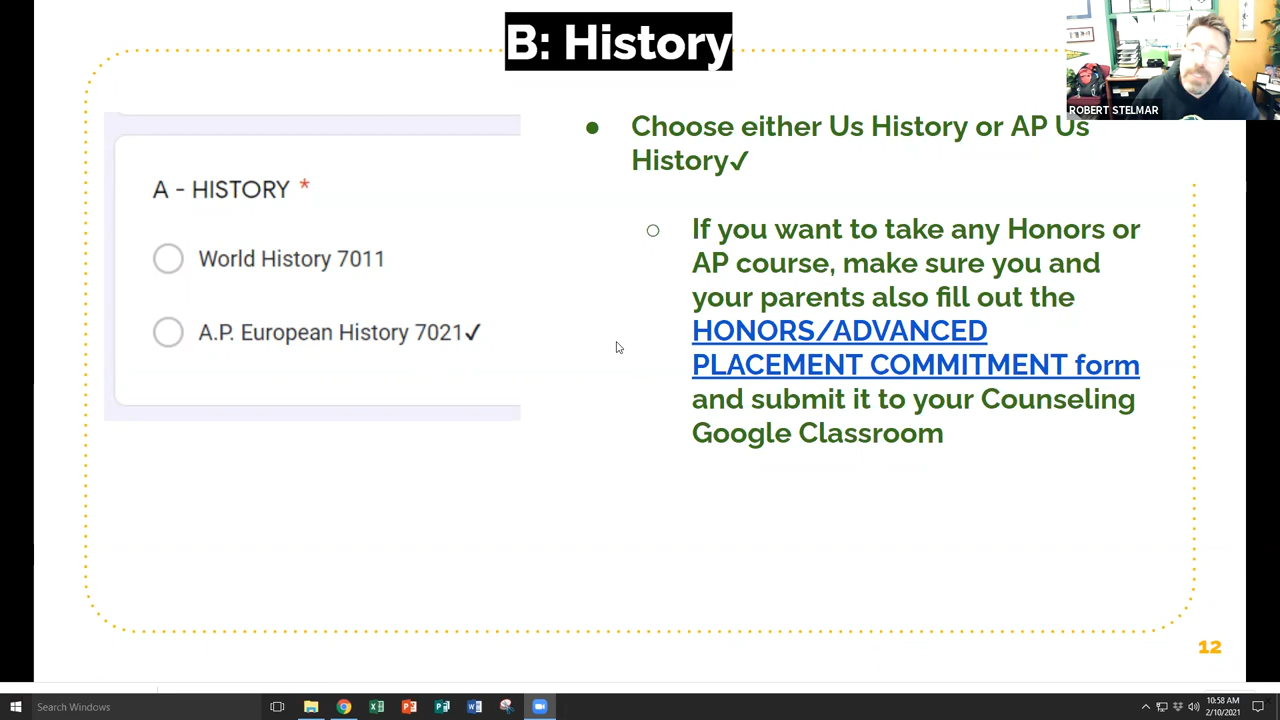 B: History
ROBERT STELMAR
Choose either Us History or AP Us
History✓
A - HISTORY *
World History 7011
A.P. European History 7021✓
If you want to take any Honors or
AP course, make sure you and
your parents also fill out the
HONORS/ADVANCED
PLACEMENT COMMITMENT form
and submit it to your Counseling
Google Classroom
12
Search Windows
10:58 AM
2/10/2021